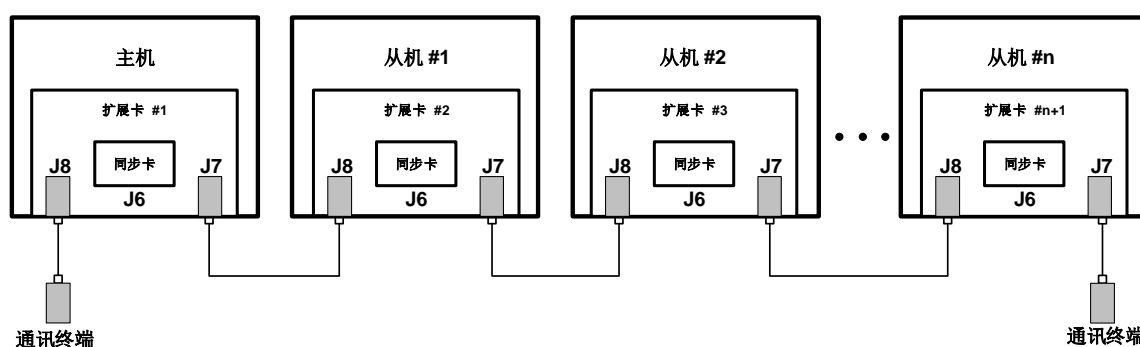 主机
从机 #1
从机 #2
从机 #n
扩展卡 #1
扩展卡 #2
扩展卡 #3
扩展卡 #n+1
J8
同步卡
J7
J8
同步卡
J7
J8
同步卡
J7
J8
同步卡
J7
J6
J6
J6
J6
通讯终端
通讯终端